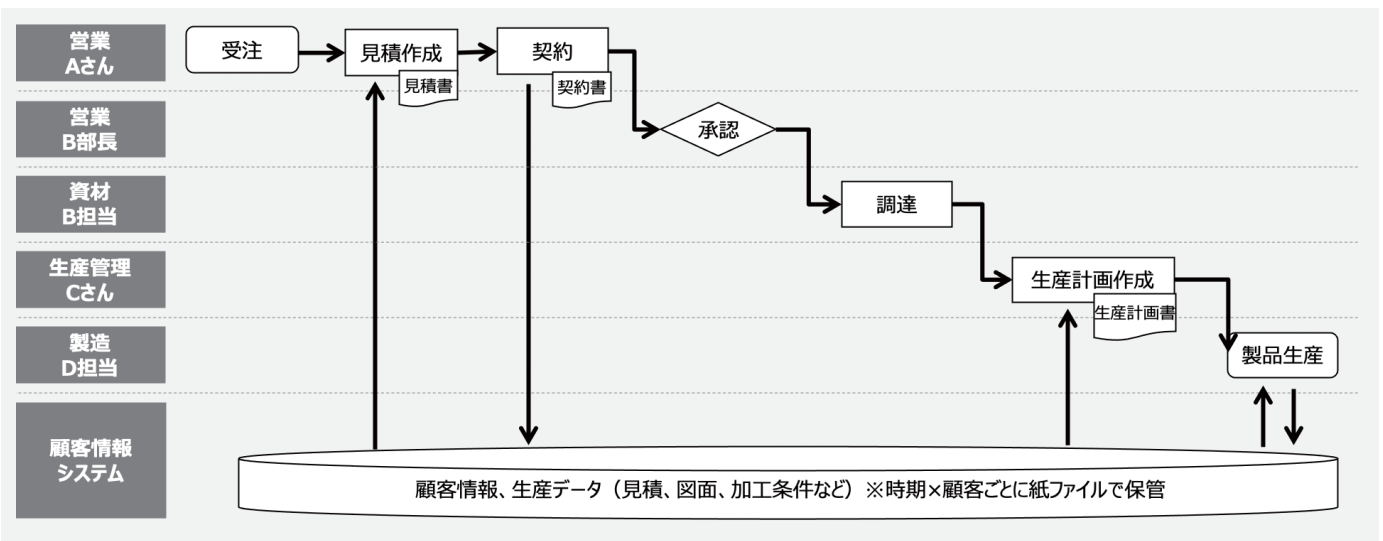 営業
Aさん
受注
見積作成
見積書
契約
契約書
営業
B部長
承認
資材
B担当
調達
生産管理
Cさん
生産計画作成
生産計画書
製造
D担当
製品生産
顧客情報
システム
顧客情報、生産データ（見積、図面、加工条件など）※時期×顧客ごとに紙ファイルで保管